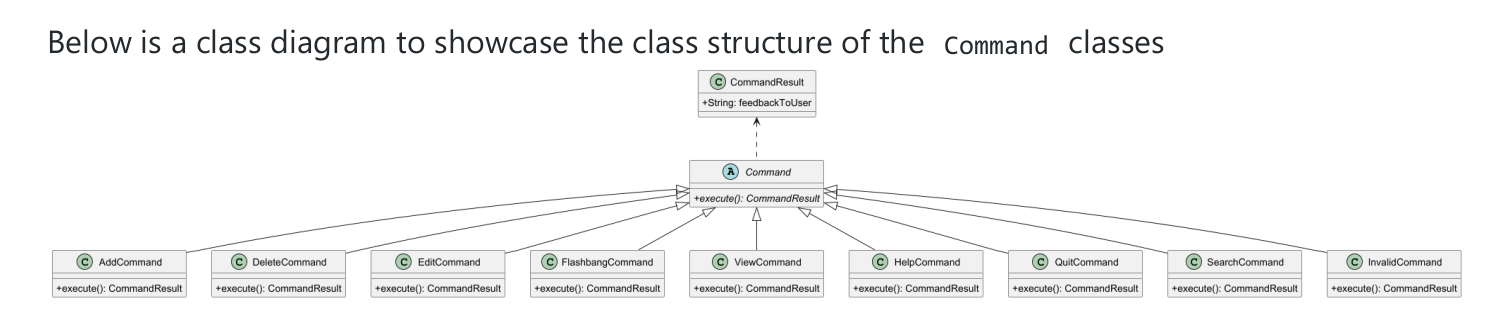 Below is a class diagram to showcase the class structure of the Command classes
C CommandResult
+String: feedbackToUser
A Command
+execute(): CommandResult
C AddCommand
+execute(): CommandResult
C DeleteCommand
+execute(): CommandResult
C EditCommand
+execute(): CommandResult
C FlashbangCommand
+execute(): CommandResult
C ViewCommand
+execute(): CommandResult
C HelpCommand
+execute(): CommandResult
C QuitCommand
+execute(): CommandResult
C SearchCommand
+execute(): CommandResult
C InvalidCommand
+execute(): CommandResult